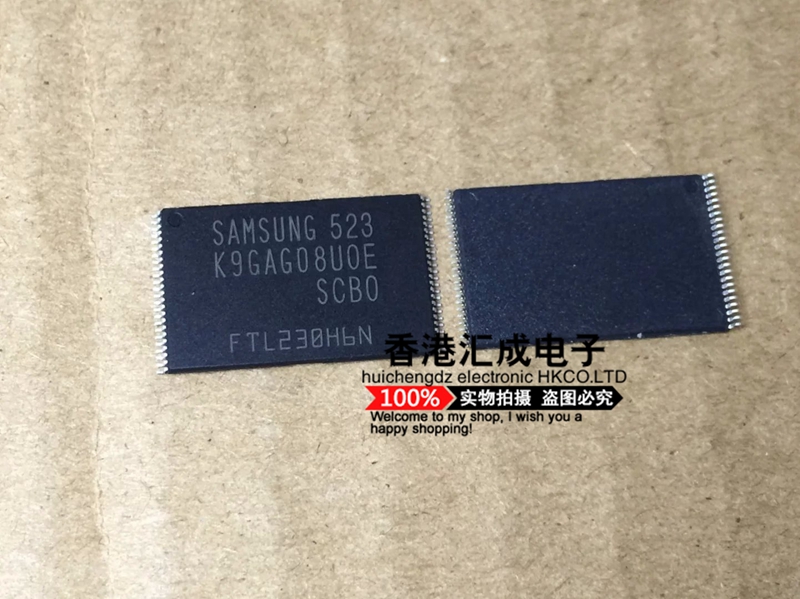 SAMSUNG 523
K9GAG08U0E
SCB0
FTL230H6N
香港汇成电子
huichengdz electronic HKCO.LTD
100% 实物拍摄 盗图必究
Welcome to my shop, I wish you a
happy shopping!